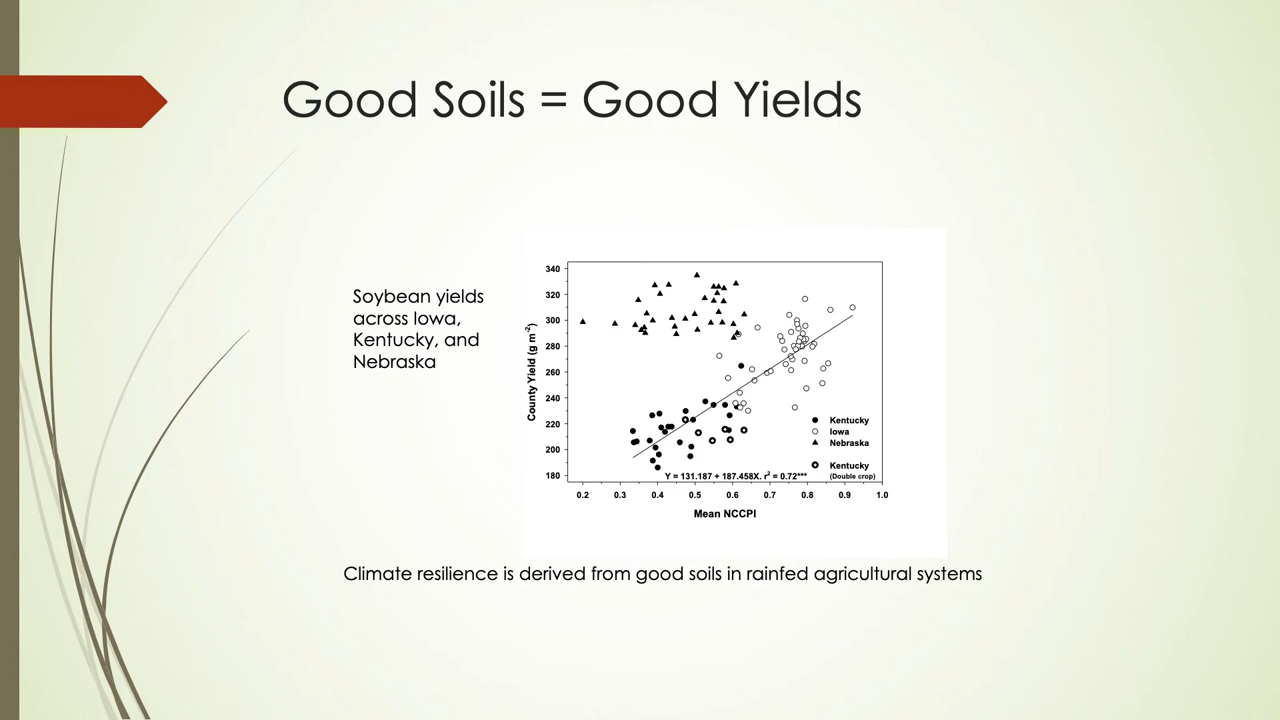 Good Soils = Good Yields
Soybean yields
across Iowa,
Kentucky, and
Nebraska
County Yield (g m⁻²)
340
320
300
280
260
240
220
200
180
Kentucky
Iowa
Nebraska
Kentucky
(Double crop)
Y = 131.187 + 187.458X. r² = 0.72***
0.2 0.3 0.4 0.5 0.6 0.7 0.8 0.9 1.0
Mean NCCPI
Climate resilience is derived from good soils in rainfed agricultural systems